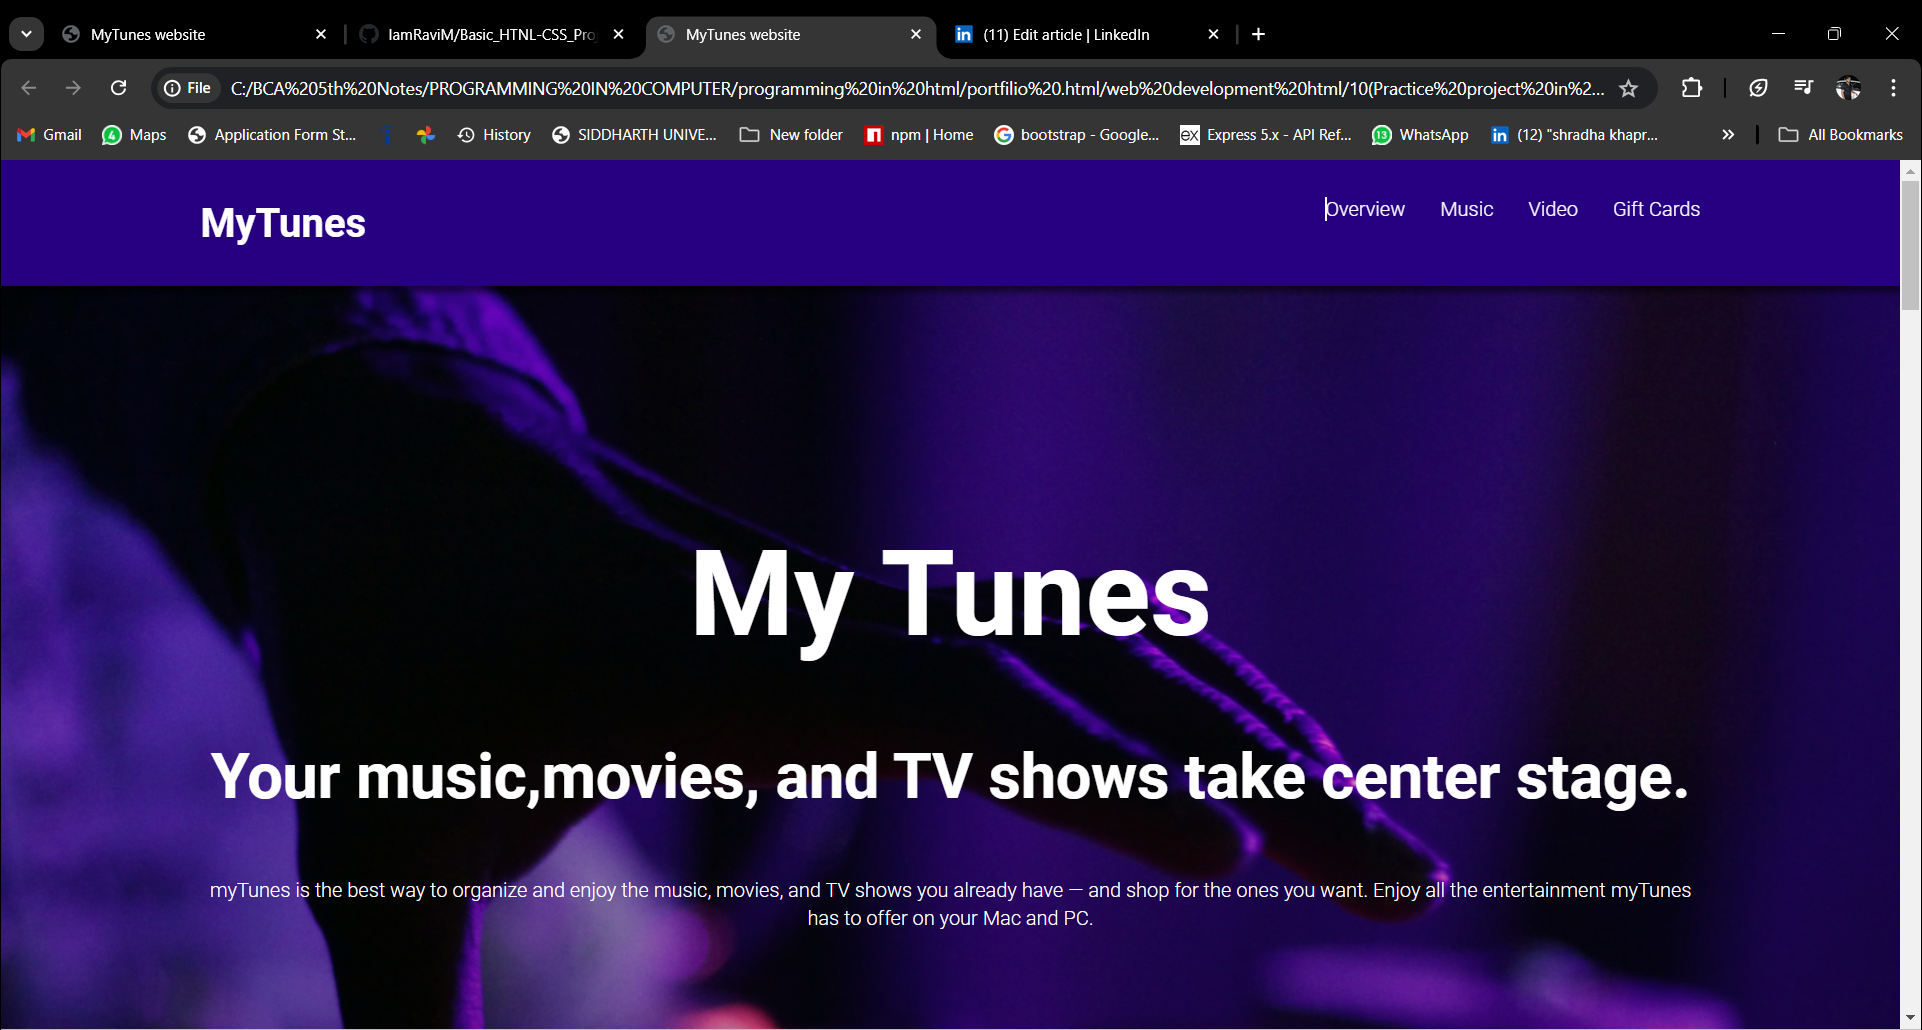 MyTunes website
IamRaviM/Basic_HTNL-CSS_Pro
MyTunes website
(11) Edit article | LinkedIn
File
C:/BCA%205th%20Notes/PROGRAMMING%20IN%20COMPUTER/programming%20in%20html/portfilio%20.html/web%20development%20html/10(Practice%20project%20in%2...
Gmail
4
Maps
Application Form St...
History
SIDDHARTH UNIVE...
New folder
npm | Home
bootstrap - Google...
ex
Express 5.x - API Ref...
13
WhatsApp
in
(12) "shradha khapr...
All Bookmarks
MyTunes
Overview Music Video Gift Cards
My Tunes
Your music,movies, and TV shows take center stage.
myTunes is the best way to organize and enjoy the music, movies, and TV shows you already have — and shop for the ones you want. Enjoy all the entertainment myTunes
has to offer on your Mac and PC.